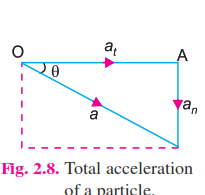 O a_t A
θ
a a_n
Fig. 2.8. Total acceleration
of a particle.